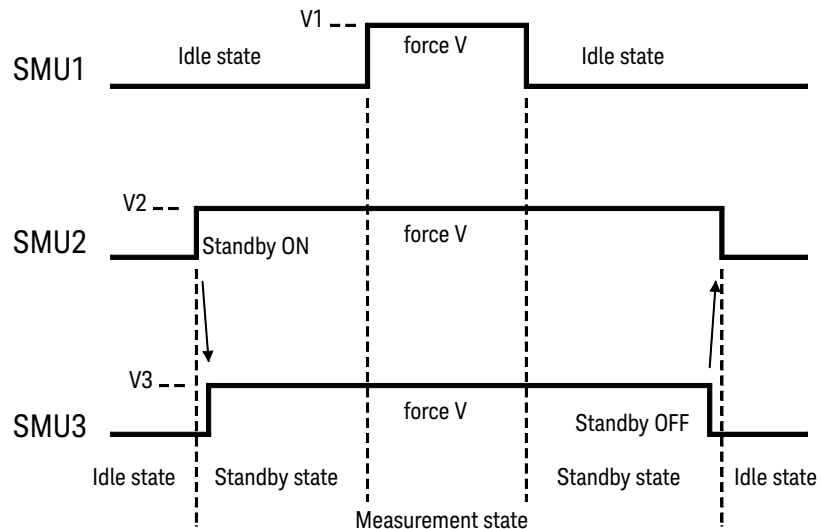 V1
Idle state
force V
Idle state
SMU1
V2
force V
SMU2
Standby ON
V3
force V
Standby OFF
SMU3
Idle state
Standby state
Standby state
Idle state
Measurement state